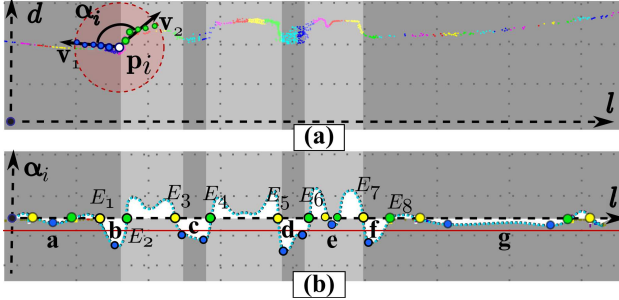 d
α_i
v_1
v_2
p_i
l
(a)
α_i
E_1 E_3 E_4 E_5 E_6 E_7
l
E_2 E_8
a b c d e f g
(b)